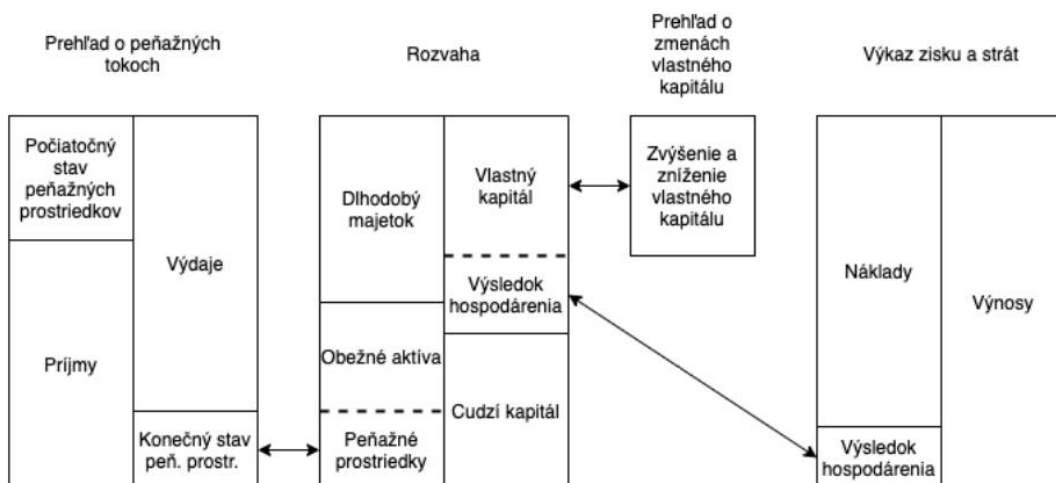 Prehľad o peňažných
tokoch
Rozvaha
Prehľad o
zmenách
vlastného
kapitálu
Výkaz zisku a strát
Počiatočný
stav
peňažných
prostriedkov
Výdaje
Príjmy
Konečný stav
peň. prostr.
Dlhodobý
majetok
Obežné aktíva
Peňažné
prostriedky
Vlastný
kapitál
Výsledok
hospodárenia
Cudzí kapitál
Zvýšenie a
zníženie
vlastného
kapitálu
Náklady
Výsledok
hospodárenia
Výnosy